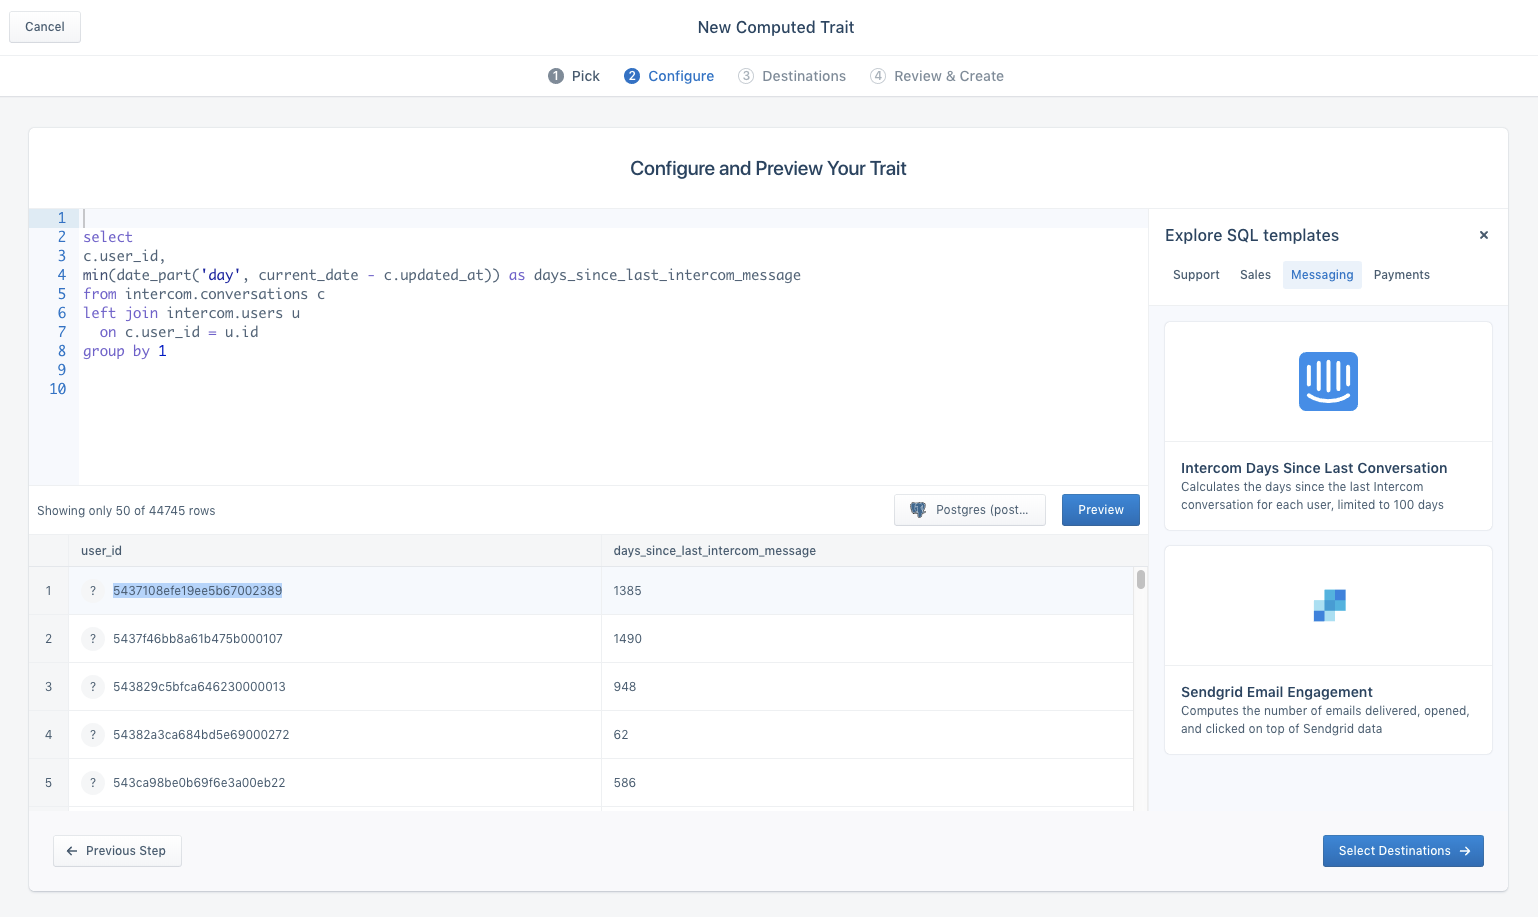 Cancel
New Computed Trait
1 Pick
2 Configure
3 Destinations
4 Review & Create
Configure and Preview Your Trait
1
2 select
3 c.user_id,
4 min(date_part('day', current_date - c.updated_at)) as days_since_last_intercom_message
5 from intercom.conversations c
6 left join intercom.users u
7   on c.user_id = u.id
8 group by 1
9
10
Explore SQL templates ×
Support Sales Messaging Payments
Intercom Days Since Last Conversation
Calculates the days since the last Intercom
conversation for each user, limited to 100 days
Sendgrid Email Engagement
Computes the number of emails delivered, opened,
and clicked on top of Sendgrid data
Showing only 50 of 44745 rows
Postgres (post...
Preview
user_id days_since_last_intercom_message
1 ? 5437108efe19ee5b67002389 1385
2 ? 5437f46bb8a61b475b000107 1490
3 ? 543829c5bfca646230000013 948
4 ? 54382a3ca684bd5e69000272 62
5 ? 543ca98be0b69f6e3a00eb22 586
← Previous Step
Select Destinations →